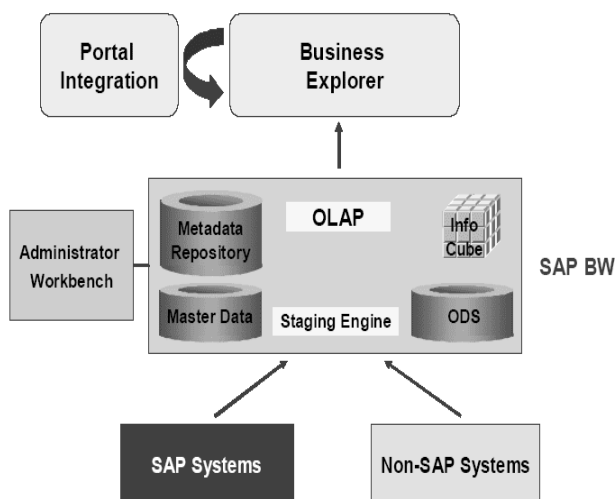 Portal
Integration
Business
Explorer
Metadata
Repository
OLAP
Info
Cube
Administrator
Workbench
SAP BW
Master Data
Staging Engine
ODS
SAP Systems
Non-SAP Systems